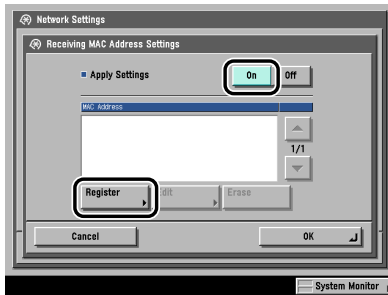 Network Settings
Receiving MAC Address Settings
Apply Settings
On
Off
MAC Address
1/1
Register
Edit
Erase
Cancel
OK
System Monitor